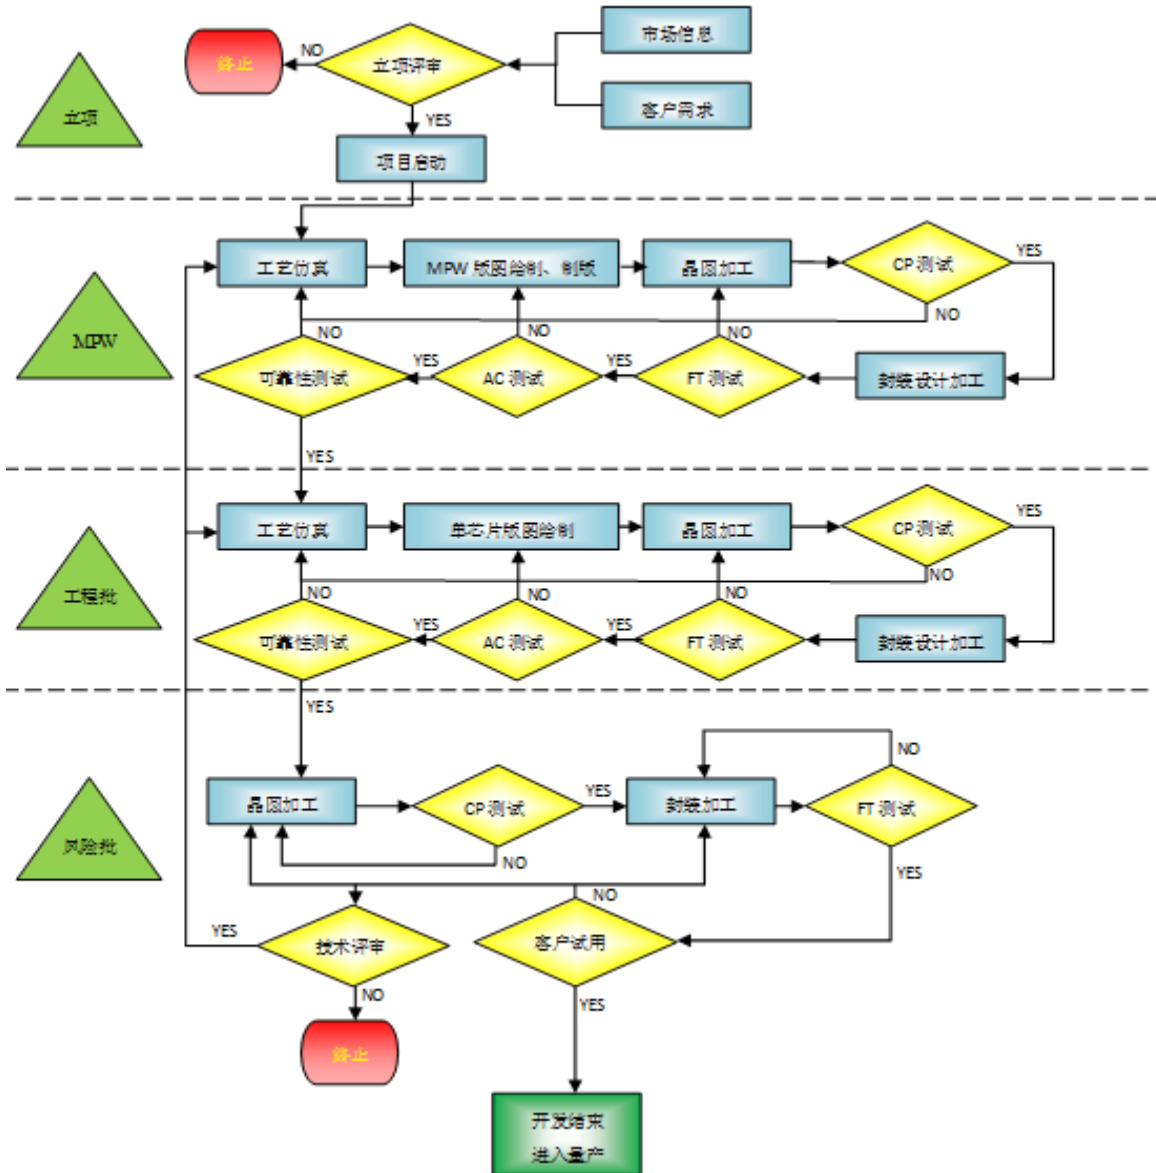 市场信息
终止
NO
立项评审
客户需求
立项
YES
项目启动
工艺仿真
MPW 版图绘制、制版
晶圆加工
CP 测试
YES
NO
NO
NO
NO
MPW
可靠性测试
YES
AC 测试
YES
FT 测试
封装设计加工
YES
工艺仿真
单芯片版图绘制
晶圆加工
CP 测试
YES
NO
NO
NO
NO
工程批
可靠性测试
YES
AC 测试
YES
FT 测试
封装设计加工
YES
NO
晶圆加工
CP 测试
YES
封装加工
FT 测试
风险批
NO
YES
NO
YES
技术评审
客户试用
NO
YES
终止
开发结束
进入量产